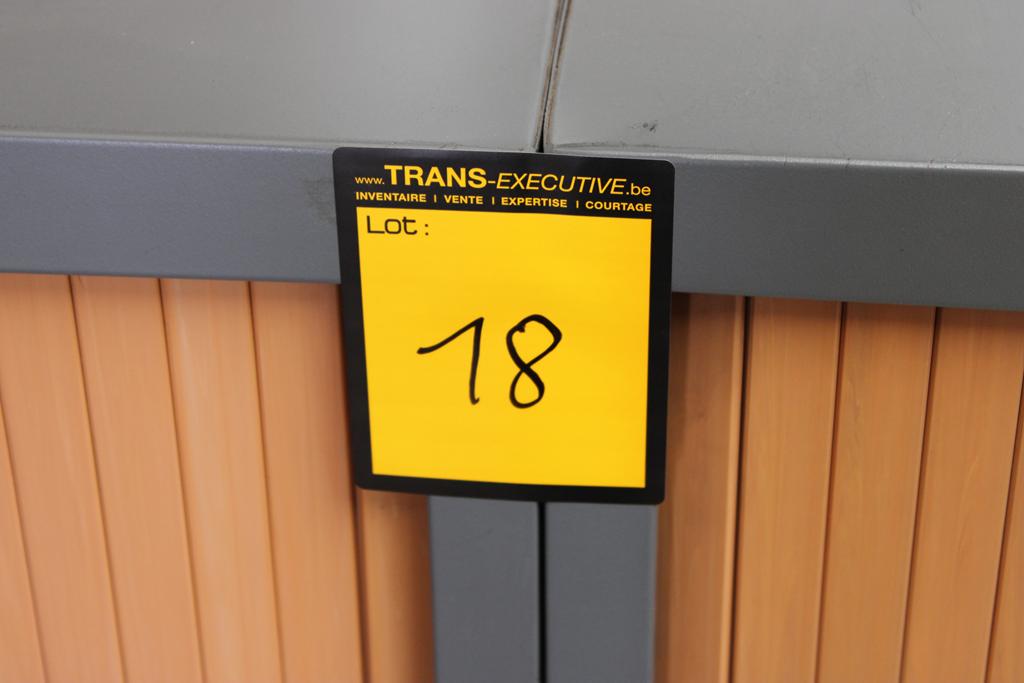 www.TRANS-EXECUTIVE.be
INVENTAIRE I VENTE I EXPERTISE I COURTAGE
Lot :
18